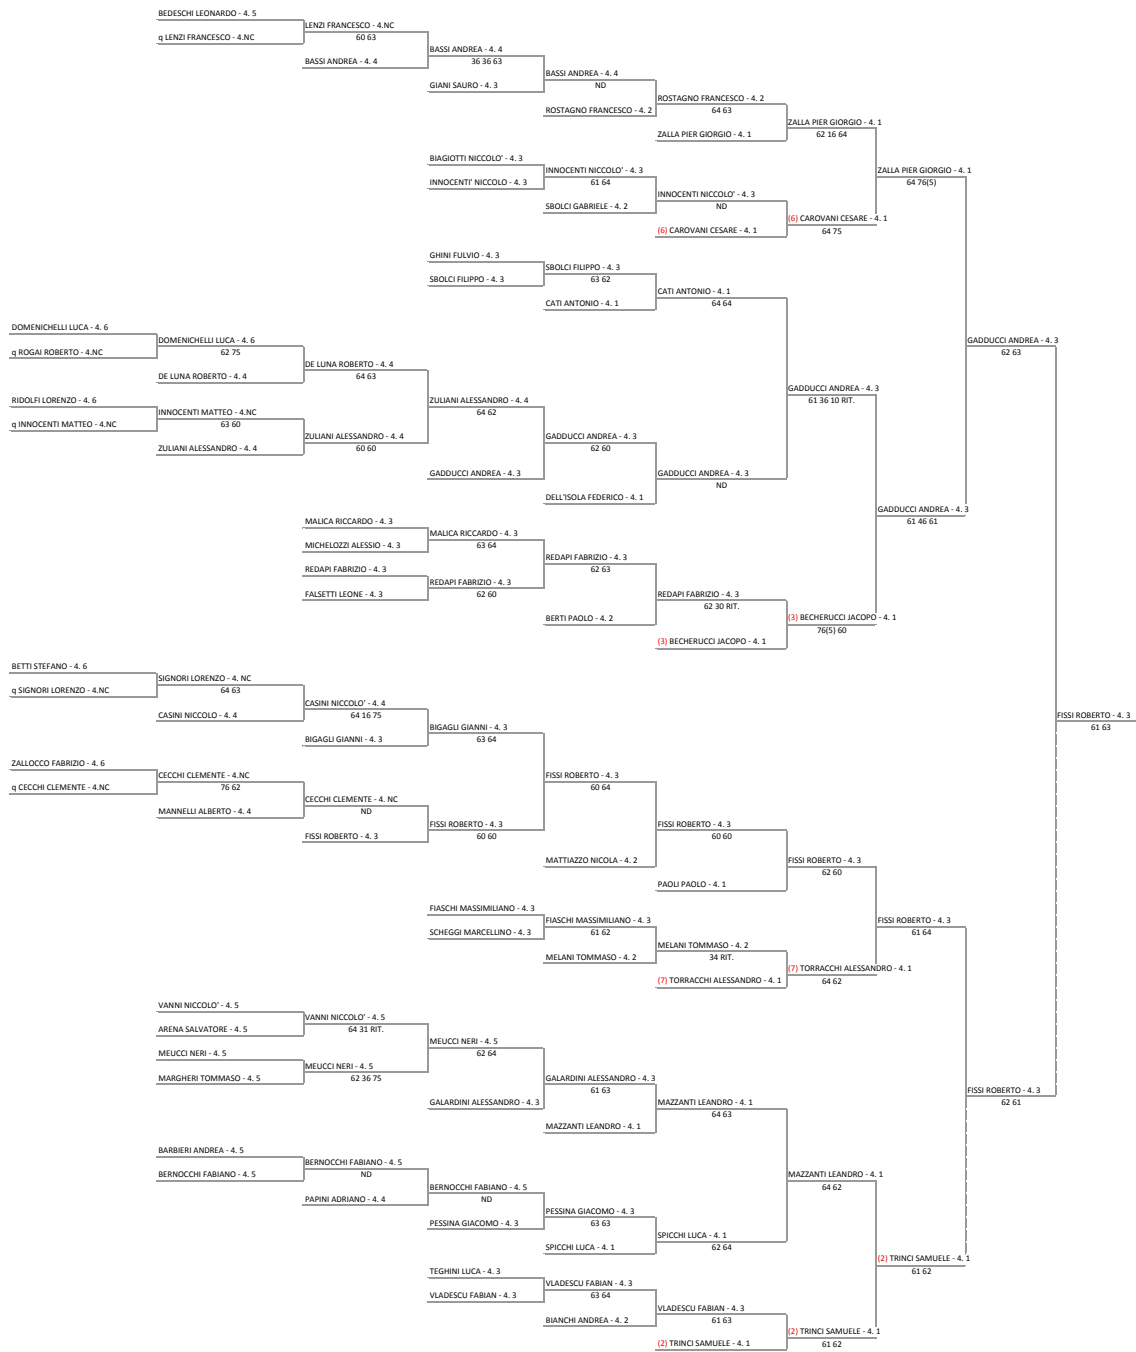 BEDESCHI LEONARDO - 4. 5
LENZI FRANCESCO - 4.NC
q LENZI FRANCESCO - 4.NC
60 63
BASSI ANDREA - 4. 4
BASSI ANDREA - 4. 4
36 36 63
BASSI ANDREA - 4. 4
GIANI SAURO - 4. 3
ND
ROSTAGNO FRANCESCO - 4. 2
ROSTAGNO FRANCESCO - 4. 2
64 63
ZALLA PIER GIORGIO - 4. 1
ZALLA PIER GIORGIO - 4. 1
62 16 64
BIAGIOTTI NICCOLO' - 4. 3
INNOCENTI NICCOLO' - 4. 3
ZALLA PIER GIORGIO - 4. 1
INNOCENTI' NICCOLO - 4. 3
61 64
64 76(5)
INNOCENTI NICCOLO' - 4. 3
SBOLCI GABRIELE - 4. 2
ND
(6) CAROVANI CESARE - 4. 1
(6) CAROVANI CESARE - 4. 1
64 75
GHINI FULVIO - 4. 3
SBOLCI FILIPPO - 4. 3
SBOLCI FILIPPO - 4. 3
63 62
CATI ANTONIO - 4. 1
CATI ANTONIO - 4. 1
64 64
DOMENICHELLI LUCA - 4. 6
DOMENICHELLI LUCA - 4. 6
GADDUCCI ANDREA - 4. 3
q ROGAI ROBERTO - 4.NC
62 75
62 63
DE LUNA ROBERTO - 4. 4
DE LUNA ROBERTO - 4. 4
64 63
GADDUCCI ANDREA - 4. 3
RIDOLFI LORENZO - 4. 6
ZULIANI ALESSANDRO - 4. 4
61 36 10 RIT.
INNOCENTI MATTEO - 4.NC
64 62
q INNOCENTI MATTEO - 4.NC
63 60
ZULIANI ALESSANDRO - 4. 4
GADDUCCI ANDREA - 4. 3
ZULIANI ALESSANDRO - 4. 4
60 60
62 60
GADDUCCI ANDREA - 4. 3
GADDUCCI ANDREA - 4. 3
ND
DELL'ISOLA FEDERICO - 4. 1
GADDUCCI ANDREA - 4. 3
MALICA RICCARDO - 4. 3
61 46 61
MALICA RICCARDO - 4. 3
MICHELOZZI ALESSIO - 4. 3
63 64
REDAPI FABRIZIO - 4. 3
REDAPI FABRIZIO - 4. 3
62 63
REDAPI FABRIZIO - 4. 3
FALSETTI LEONE - 4. 3
62 60
REDAPI FABRIZIO - 4. 3
62 30 RIT.
BERTI PAOLO - 4. 2
(3) BECHERUCCI JACOPO - 4. 1
76(5) 60
(3) BECHERUCCI JACOPO - 4. 1
BETTI STEFANO - 4. 6
SIGNORI LORENZO - 4. NC
q SIGNORI LORENZO - 4.NC
64 63
CASINI NICCOLO' - 4. 4
CASINI NICCOLO - 4. 4
64 16 75
FISSI ROBERTO - 4. 3
BIGAGLI GIANNI - 4. 3
61 63
BIGAGLI GIANNI - 4. 3
63 64
ZALLOCCO FABRIZIO - 4. 6
CECCHI CLEMENTE - 4.NC
FISSI ROBERTO - 4. 3
q CECCHI CLEMENTE - 4.NC
76 62
60 64
CECCHI CLEMENTE - 4. NC
MANNELLI ALBERTO - 4. 4
ND
FISSI ROBERTO - 4. 3
FISSI ROBERTO - 4. 3
FISSI ROBERTO - 4. 3
60 60
60 60
MATTIAZZO NICOLA - 4. 2
FISSI ROBERTO - 4. 3
62 60
PAOLI PAOLO - 4. 1
FIASCHI MASSIMILIANO - 4. 3
FIASCHI MASSIMILIANO - 4. 3
FISSI ROBERTO - 4. 3
SCHEGGI MARCELLINO - 4. 3
61 62
61 64
MELANI TOMMASO - 4. 2
MELANI TOMMASO - 4. 2
34 RIT.
(7) TORRACCHI ALESSANDRO - 4. 1
(7) TORRACCHI ALESSANDRO - 4. 1
64 62
VANNI NICCOLO' - 4. 5
VANNI NICCOLO' - 4. 5
ARENA SALVATORE - 4. 5
64 31 RIT.
MEUCCI NERI - 4. 5
MEUCCI NERI - 4. 5
62 64
MEUCCI NERI - 4. 5
MARGHERI TOMMASO - 4. 5
62 36 75
GALARDINI ALESSANDRO - 4. 3
61 63
FISSI ROBERTO - 4. 3
GALARDINI ALESSANDRO - 4. 3
MAZZANTI LEANDRO - 4. 1
62 61
64 63
MAZZANTI LEANDRO - 4. 1
BARBIERI ANDREA - 4. 5
BERNOCCHI FABIANO - 4. 5
BERNOCCHI FABIANO - 4. 5
ND
MAZZANTI LEANDRO - 4. 1
BERNOCCHI FABIANO - 4. 5
64 62
PAPINI ADRIANO - 4. 4
ND
PESSINA GIACOMO - 4. 3
PESSINA GIACOMO - 4. 3
63 63
SPICCHI LUCA - 4. 1
SPICCHI LUCA - 4. 1
62 64
(2) TRINCI SAMUELE - 4. 1
TEGHINI LUCA - 4. 3
61 62
VLADESCU FABIAN - 4. 3
VLADESCU FABIAN - 4. 3
63 64
VLADESCU FABIAN - 4. 3
BIANCHI ANDREA - 4. 2
61 63
(2) TRINCI SAMUELE - 4. 1
(2) TRINCI SAMUELE - 4. 1
61 62